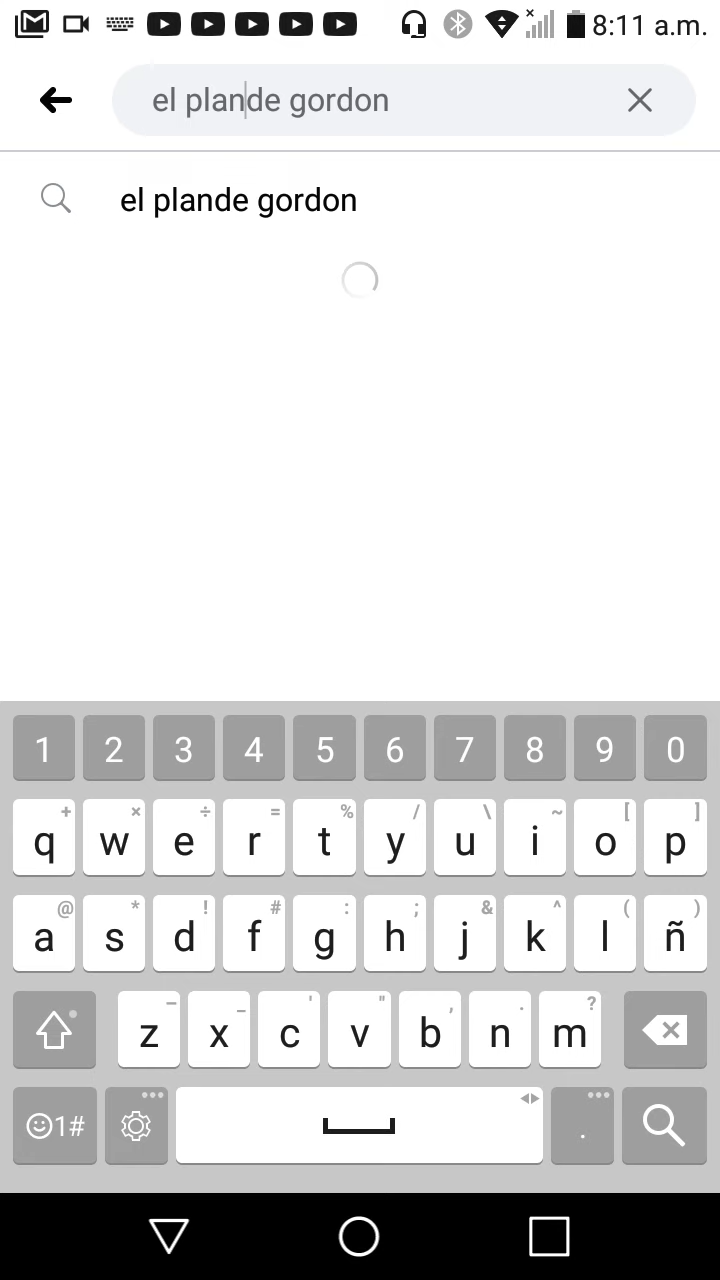 8:11 a.m.
el plande gordon
el plande gordon
1 2 3 4 5 6 7 8 9 0
+ × ÷ = % / \ ~ [ ]
q w e r t y u i o p
@ * ! # : ; & ^ ( )
a s d f g h j k l ñ
– _ ' " , . ?
z x c v b n m
1# .